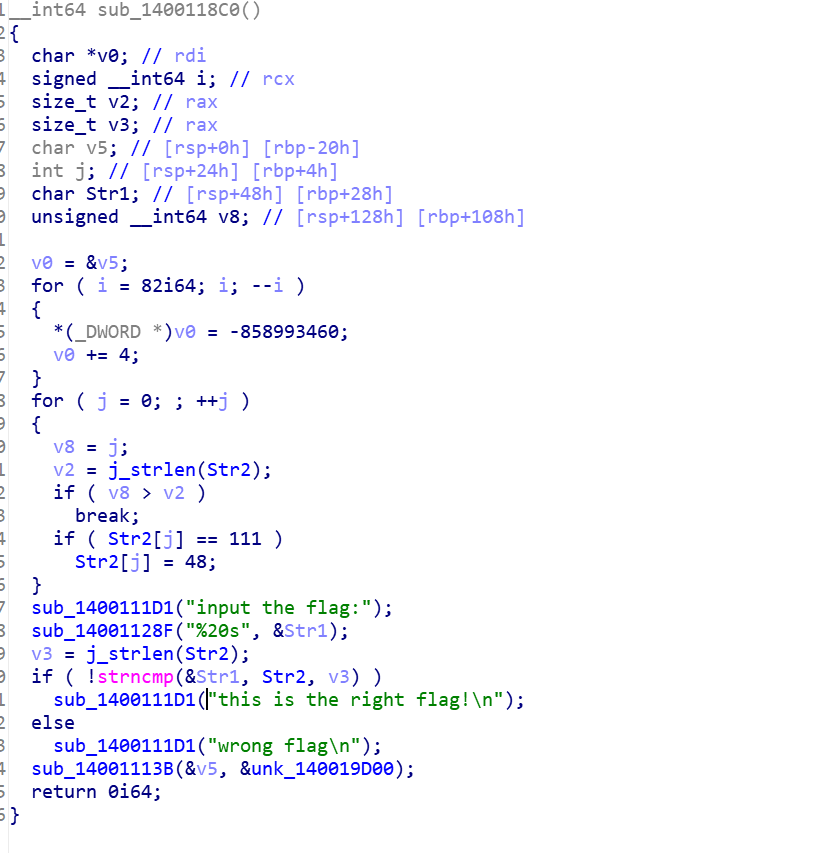 1 __int64 sub_1400118C0()
2 {
3   char *v0; // rdi
4   signed __int64 i; // rcx
5   size_t v2; // rax
6   size_t v3; // rax
7   char v5; // [rsp+0h] [rbp-20h]
8   int j; // [rsp+24h] [rbp+4h]
9   char Str1; // [rsp+48h] [rbp+28h]
0   unsigned __int64 v8; // [rsp+128h] [rbp+108h]
1
2   v0 = &v5;
3   for ( i = 82i64; i; --i )
4   {
5     *(_DWORD *)v0 = -858993460;
6     v0 += 4;
7   }
8   for ( j = 0; ; ++j )
9   {
0     v8 = j;
1     v2 = j_strlen(Str2);
2     if ( v8 > v2 )
3       break;
4     if ( Str2[j] == 111 )
5       Str2[j] = 48;
6   }
7   sub_1400111D1("input the flag:");
8   sub_14001128F("%20s", &Str1);
9   v3 = j_strlen(Str2);
0   if ( !strncmp(&Str1, Str2, v3) )
1     sub_1400111D1("this is the right flag!\n");
2   else
3     sub_1400111D1("wrong flag\n");
4   sub_14001113B(&v5, &unk_140019D00);
5   return 0i64;
6 }